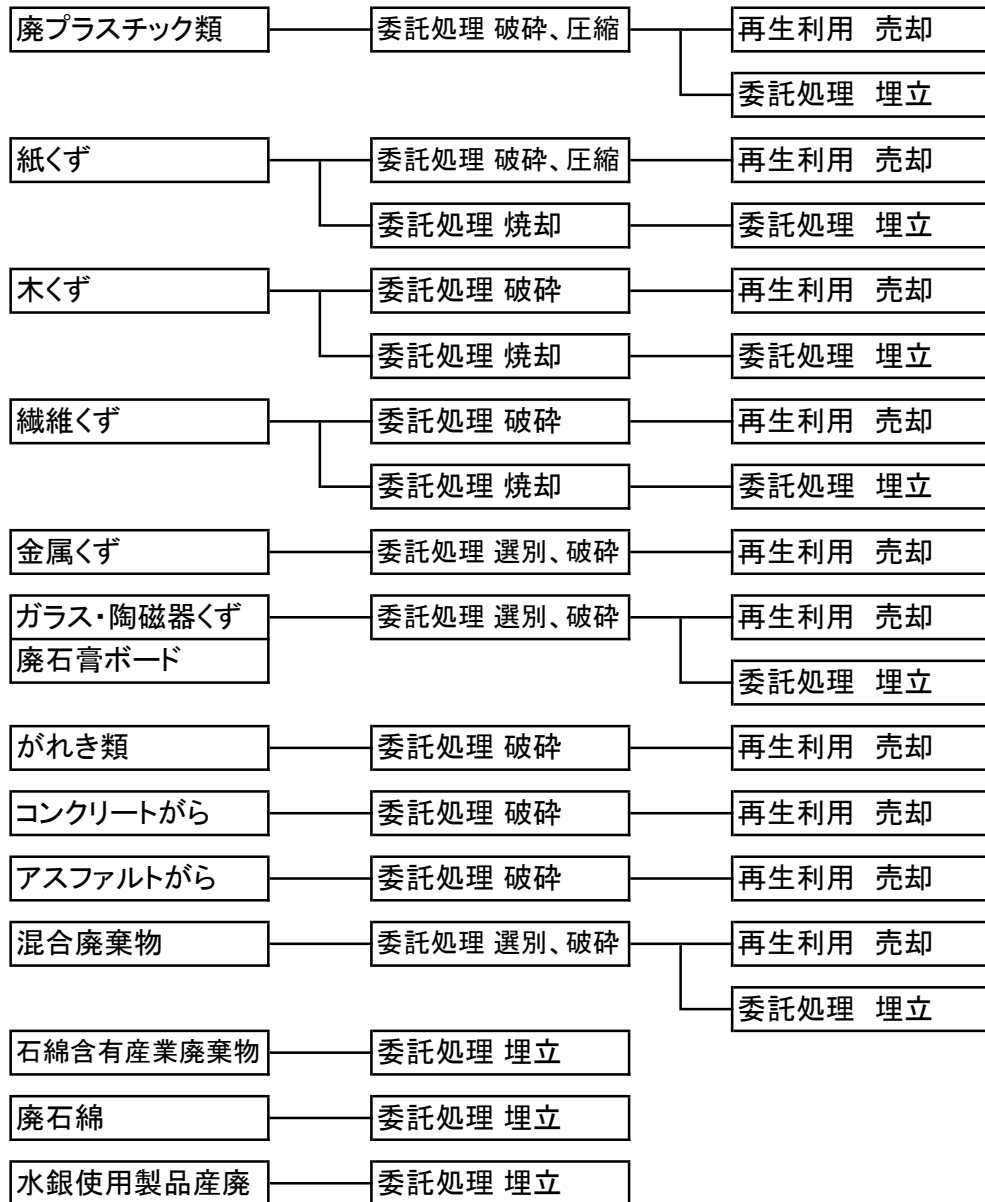 廃プラスチック類 委託処理 破砕、圧縮 再生利用 売却
委託処理 埋立
紙くず 委託処理 破砕、圧縮 再生利用 売却
委託処理 焼却 委託処理 埋立
木くず 委託処理 破砕 再生利用 売却
委託処理 焼却 委託処理 埋立
繊維くず 委託処理 破砕 再生利用 売却
委託処理 焼却 委託処理 埋立
金属くず 委託処理 選別、破砕 再生利用 売却
ガラス・陶磁器くず 委託処理 選別、破砕 再生利用 売却
廃石膏ボード 委託処理 埋立
がれき類 委託処理 破砕 再生利用 売却
コンクリートがら 委託処理 破砕 再生利用 売却
アスファルトがら 委託処理 破砕 再生利用 売却
混合廃棄物 委託処理 選別、破砕 再生利用 売却
委託処理 埋立
石綿含有産業廃棄物 委託処理 埋立
廃石綿 委託処理 埋立
水銀使用製品産廃 委託処理 埋立